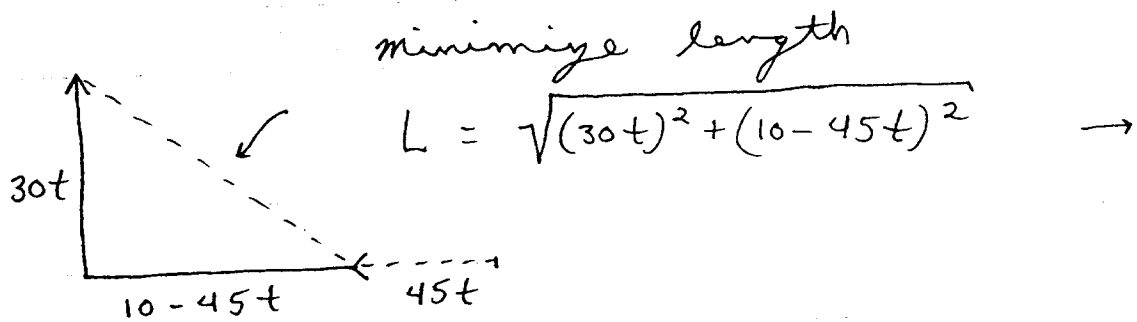 minimize length
L = √((30t)² + (10 - 45t)²) →
30t
10 - 45t
45t